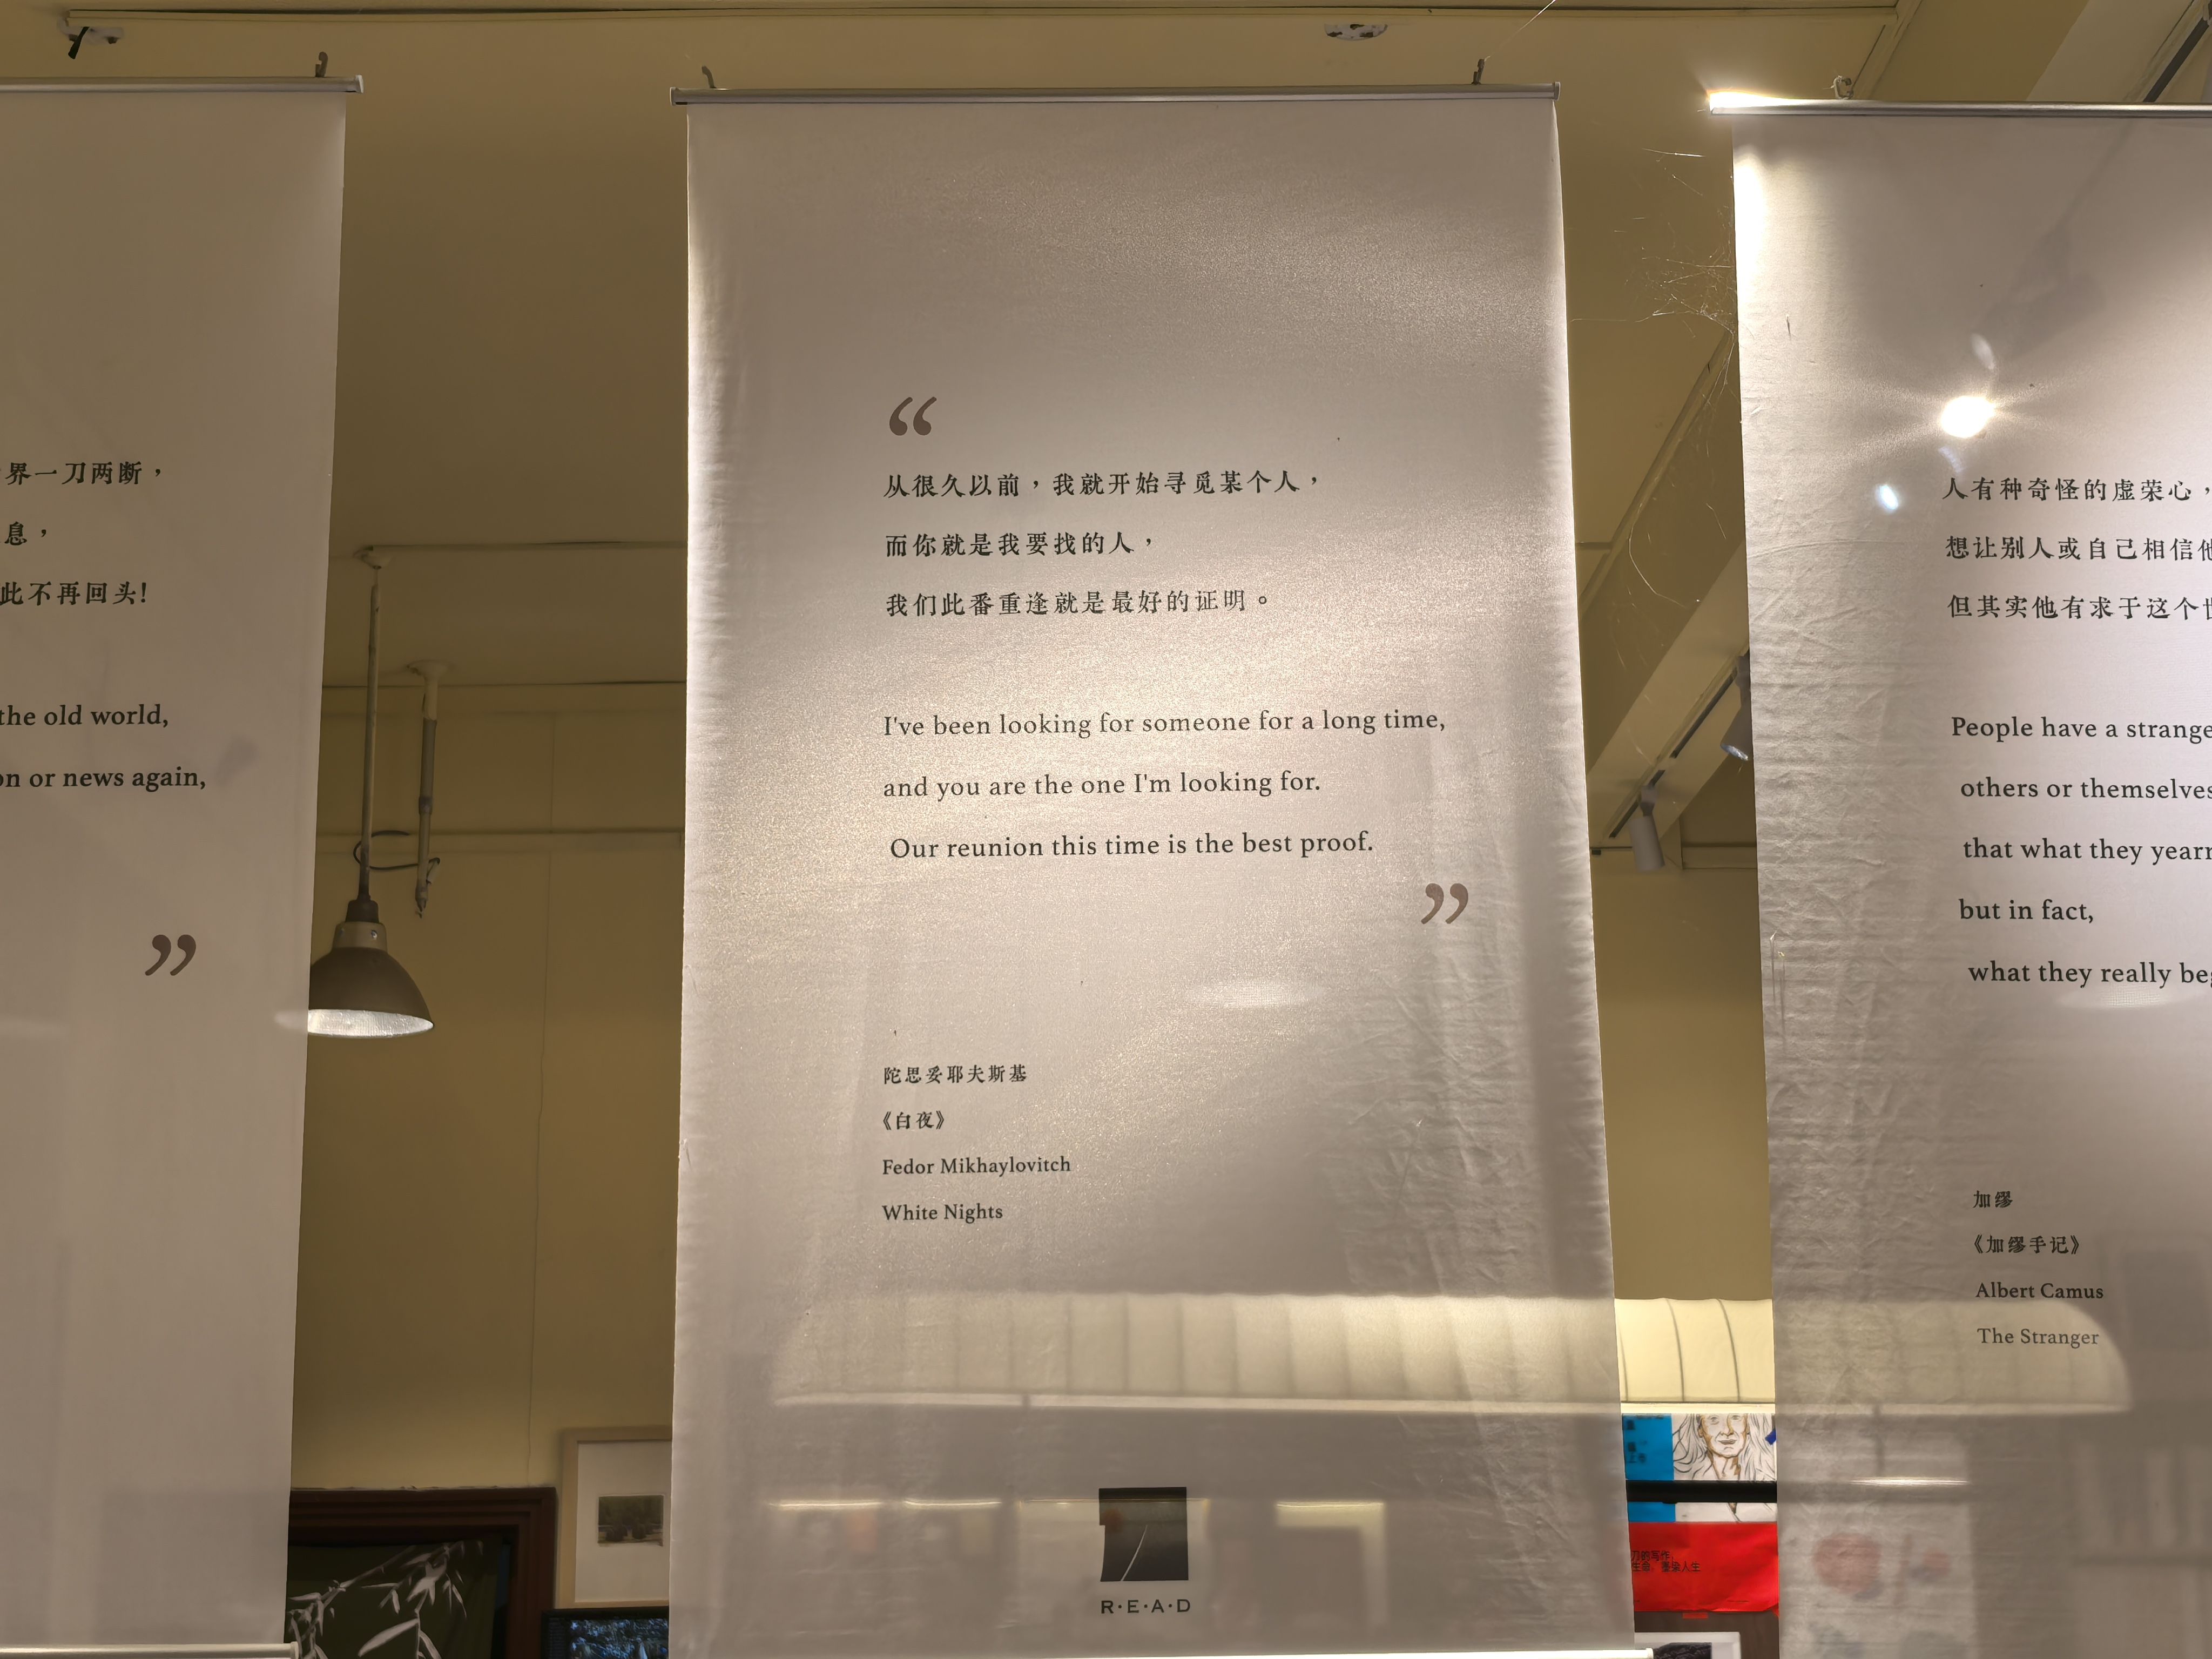 界一刀两断，
息，
此不再回头!
the old world,
on or news again,
”
“
从很久以前，我就开始寻觅某个人，
而你就是我要找的人，
我们此番重逢就是最好的证明。
I've been looking for someone for a long time,
and you are the one I'm looking for.
Our reunion this time is the best proof.
”
陀思妥耶夫斯基
《白夜》
Fedor Mikhaylovitch
White Nights
R·E·A·D
人有种奇怪的虚荣心，
想让别人或自己相信他
但其实他有求于这个
People have a strange
others or themselves
that what they yearn
but in fact,
what they really
加缪
《加缪手记》
Albert Camus
The Stranger